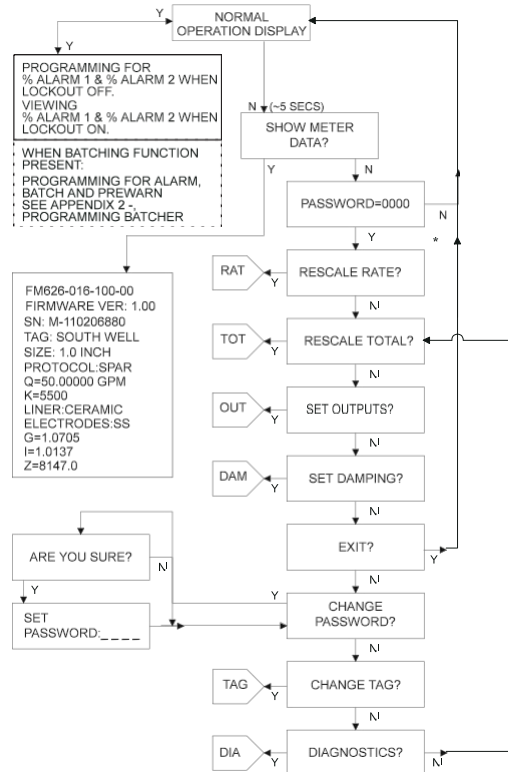 NORMAL
OPERATION DISPLAY
Y
Y
PROGRAMMING FOR
% ALARM 1 & % ALARM 2 WHEN
LOCKOUT OFF.
VIEWING
% ALARM 1 & % ALARM 2 WHEN
LOCKOUT ON.
WHEN BATCHING FUNCTION
PRESENT:
PROGRAMMING FOR ALARM,
BATCH AND PREWARN
SEE APPENDIX 2 -,
PROGRAMMING BATCHER
N (~5 SECS)
SHOW METER
DATA?
Y
N
PASSWORD=0000
N
Y
*
FM626-016-100-00
FIRMWARE VER: 1.00
SN: M-110206880
TAG: SOUTH WELL
SIZE: 1.0 INCH
PROTOCOL:SPAR
Q=50.00000 GPM
K=5500
LINER:CERAMIC
ELECTRODES:SS
G=1.0705
I=1.0137
Z=8147.0
RAT
Y
RESCALE RATE?
N
TOT
Y
RESCALE TOTAL?
N
OUT
Y
SET OUTPUTS?
N
DAM
Y
SET DAMPING?
N
EXIT?
Y
N
ARE YOU SURE?
N
Y
SET
PASSWORD:_ _ _ _
Y
CHANGE
PASSWORD?
N
TAG
Y
CHANGE TAG?
N
DIA
Y
DIAGNOSTICS?
N